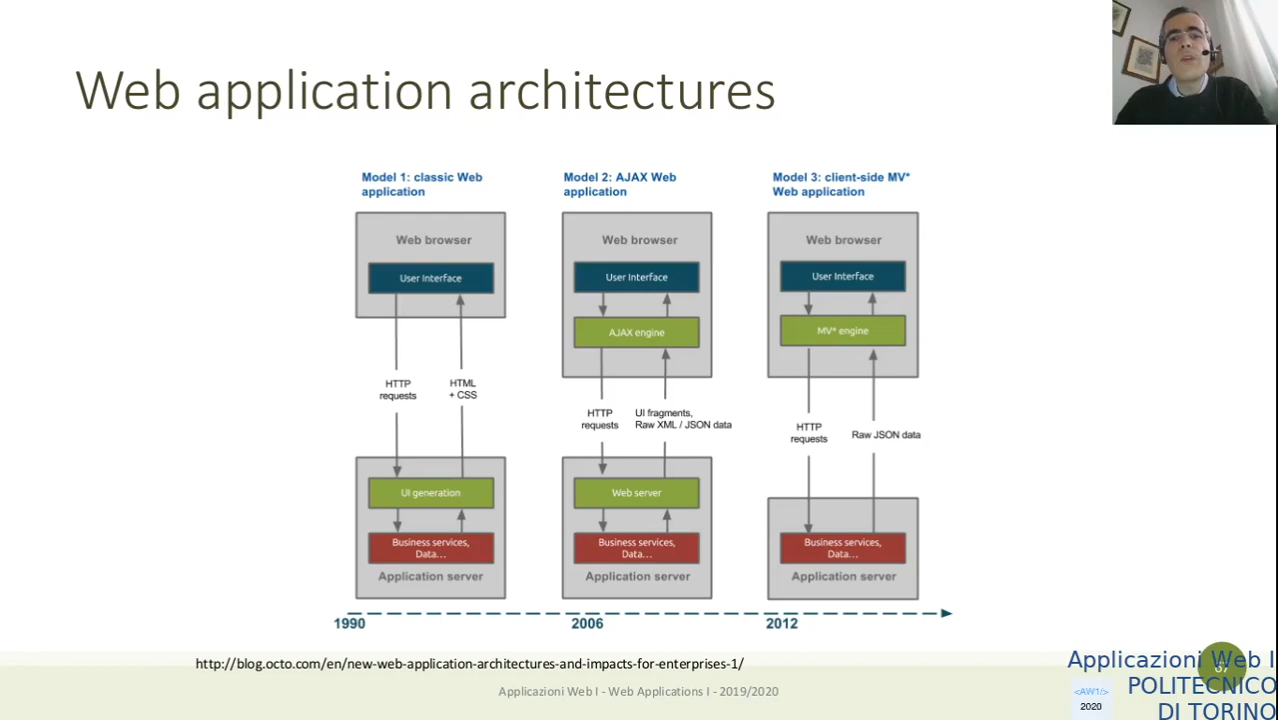 Web application architectures
Model 1: classic Web
application
Web browser
User Interface
HTTP
requests
HTML
+ CSS
UI generation
Business services,
Data...
Application server
Model 2: AJAX Web
application
Web browser
User Interface
AJAX engine
HTTP
requests
UI fragments,
Raw XML / JSON data
Web server
Business services,
Data...
Application server
Model 3: client-side MV*
Web application
Web browser
User Interface
MV* engine
HTTP
requests
Raw JSON data
Business services,
Data...
Application server
1990
2006
2012
http://blog.octo.com/en/new-web-application-architectures-and-impacts-for-enterprises-1/
Applicazioni Web I - Web Applications I - 2019/2020
Applicazioni Web I
POLITECNICO
DI TORINO
<AW1/>
2020